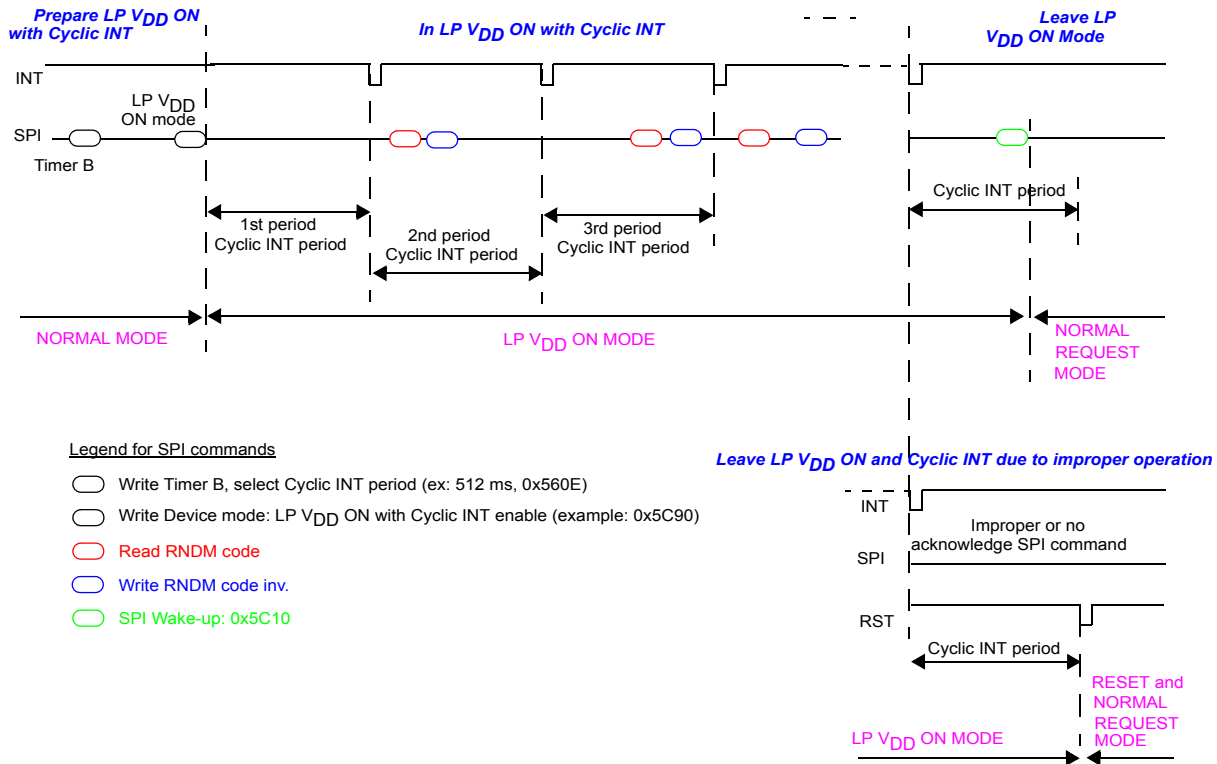 Prepare LP VDD ON
with Cyclic INT
In LP VDD ON with Cyclic INT
Leave LP
VDD ON Mode
INT
LP VDD
ON mode
SPI
Timer B
1st period
Cyclic INT period
2nd period
Cyclic INT period
3rd period
Cyclic INT period
Cyclic INT period
NORMAL MODE
LP VDD ON MODE
NORMAL
REQUEST
MODE
Legend for SPI commands
Write Timer B, select Cyclic INT period (ex: 512 ms, 0x560E)
Write Device mode: LP VDD ON with Cyclic INT enable (example: 0x5C90)
Read RNDM code
Write RNDM code inv.
SPI Wake-up: 0x5C10
Leave LP VDD ON and Cyclic INT due to improper operation
INT
Improper or no
acknowledge SPI command
SPI
RST
Cyclic INT period
RESET and
NORMAL
REQUEST
MODE
LP VDD ON MODE